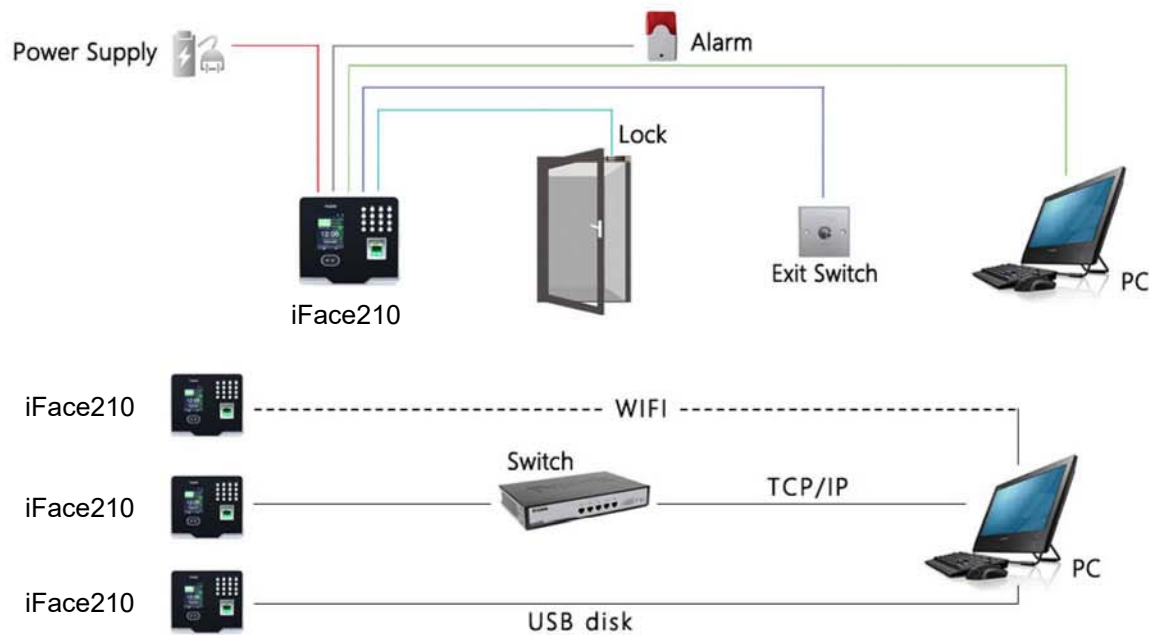 Power Supply
Alarm
Lock
Exit Switch
PC
iFace210
iFace210
WIFI
Switch
iFace210
TCP/IP
PC
iFace210
USB disk